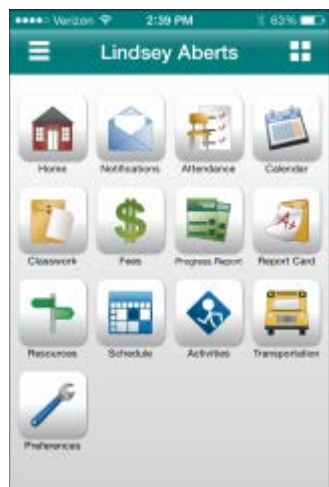 Verizon 2:39 PM 63%
Lindsey Aberts
Home Notifications Attendance Calendar
Classwork Fees Progress Report Report Card
A+
Resources Schedule Activities Transportation
Preferences